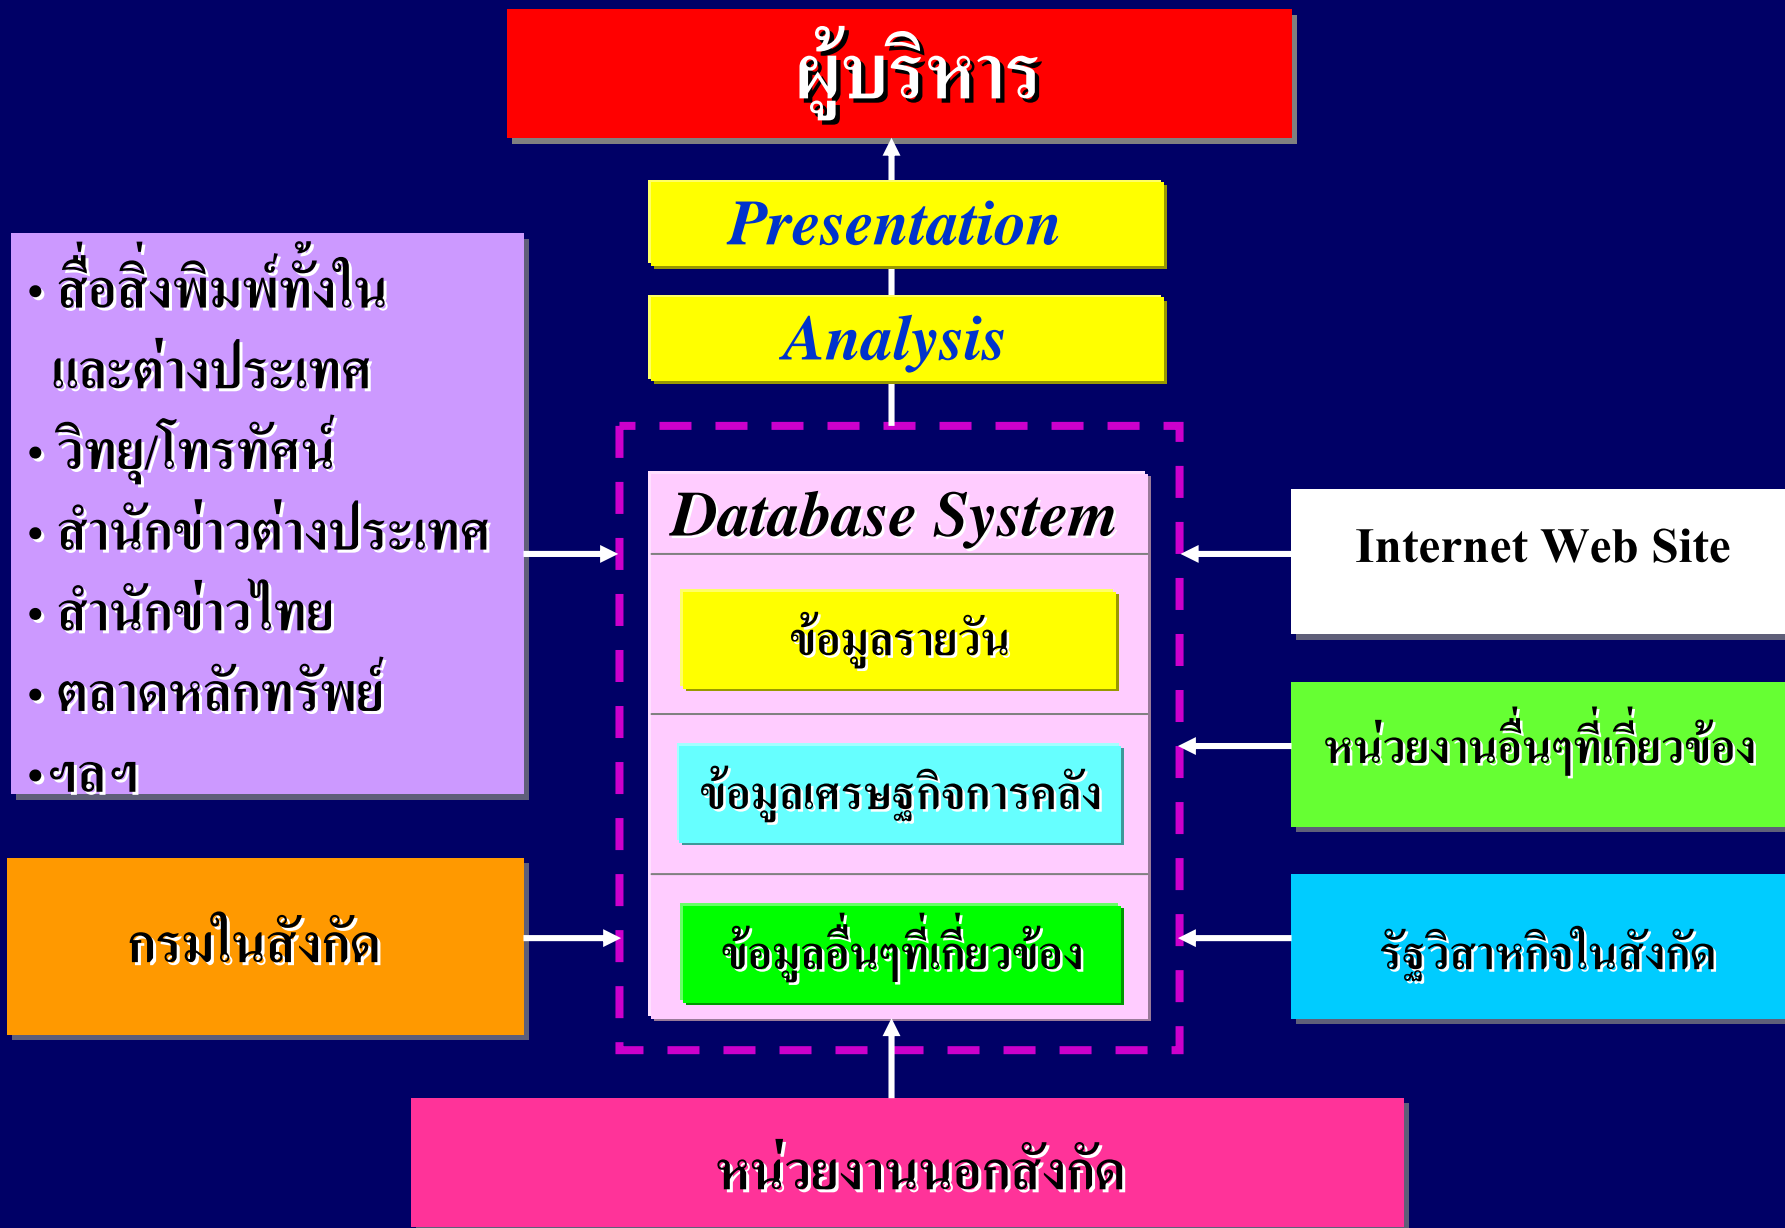 ผู้บริหาร
Presentation
Analysis
• สื่อสิ่งพิมพ์ทั้งใน
และต่างประเทศ
• วิทยุ/โทรทัศน์
• สำนักข่าวต่างประเทศ
• สำนักข่าวไทย
• ตลาดหลักทรัพย์
•ฯลฯ
กรมในสังกัด
Database System
ข้อมูลรายวัน
ข้อมูลเศรษฐกิจการคลัง
ข้อมูลอื่นๆที่เกี่ยวข้อง
Internet Web Site
หน่วยงานอื่นๆที่เกี่ยวข้อง
รัฐวิสาหกิจในสังกัด
หน่วยงานนอกสังกัด